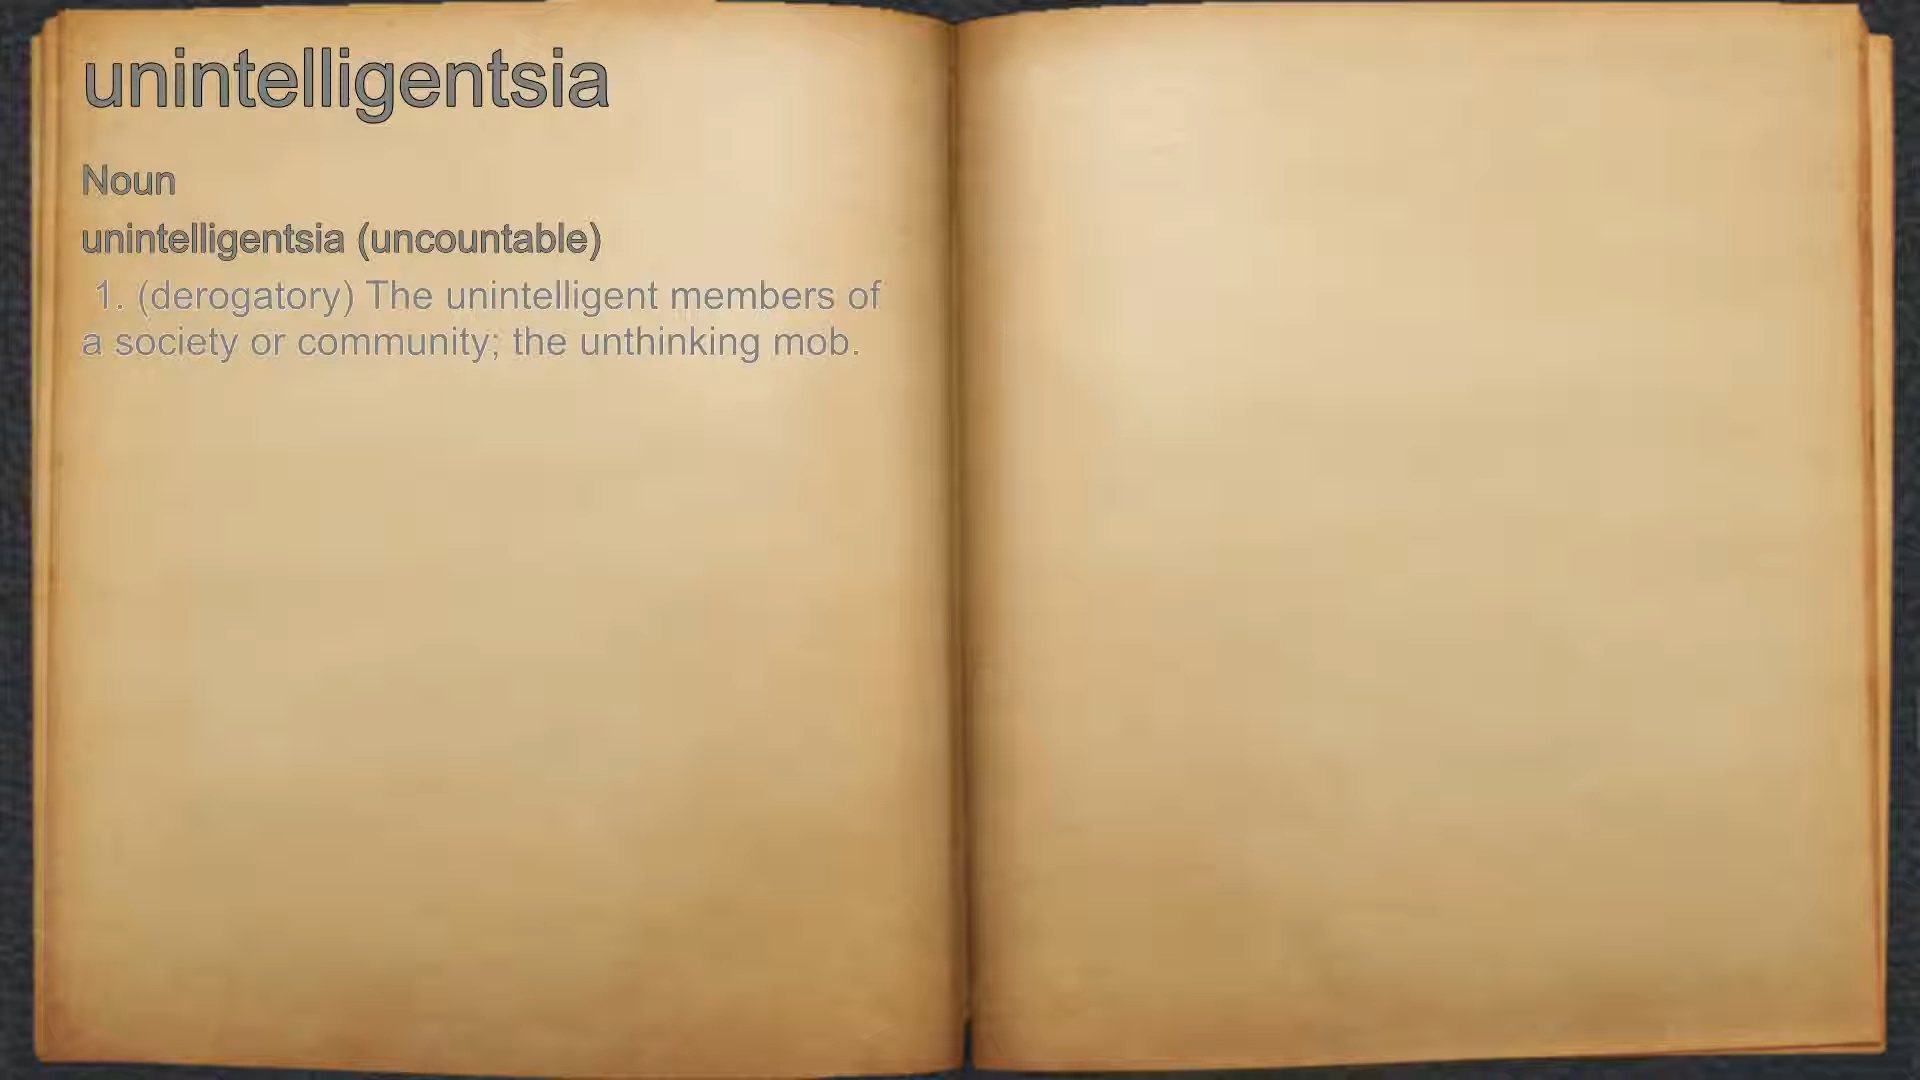 unintelligentsia
Noun
unintelligentsia (uncountable)
1. (derogatory) The unintelligent members of
a society or community; the unthinking mob.